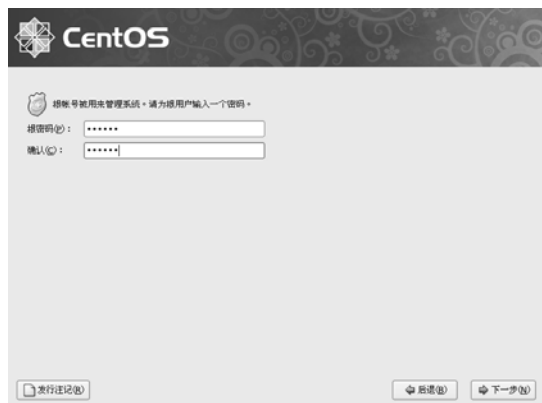 CentOS
根帐号被用来管理系统。请为根用户输入一个密码。
根密码(P)：
确认(C)：
发行注记(R)
后退(B)
下一步(N)